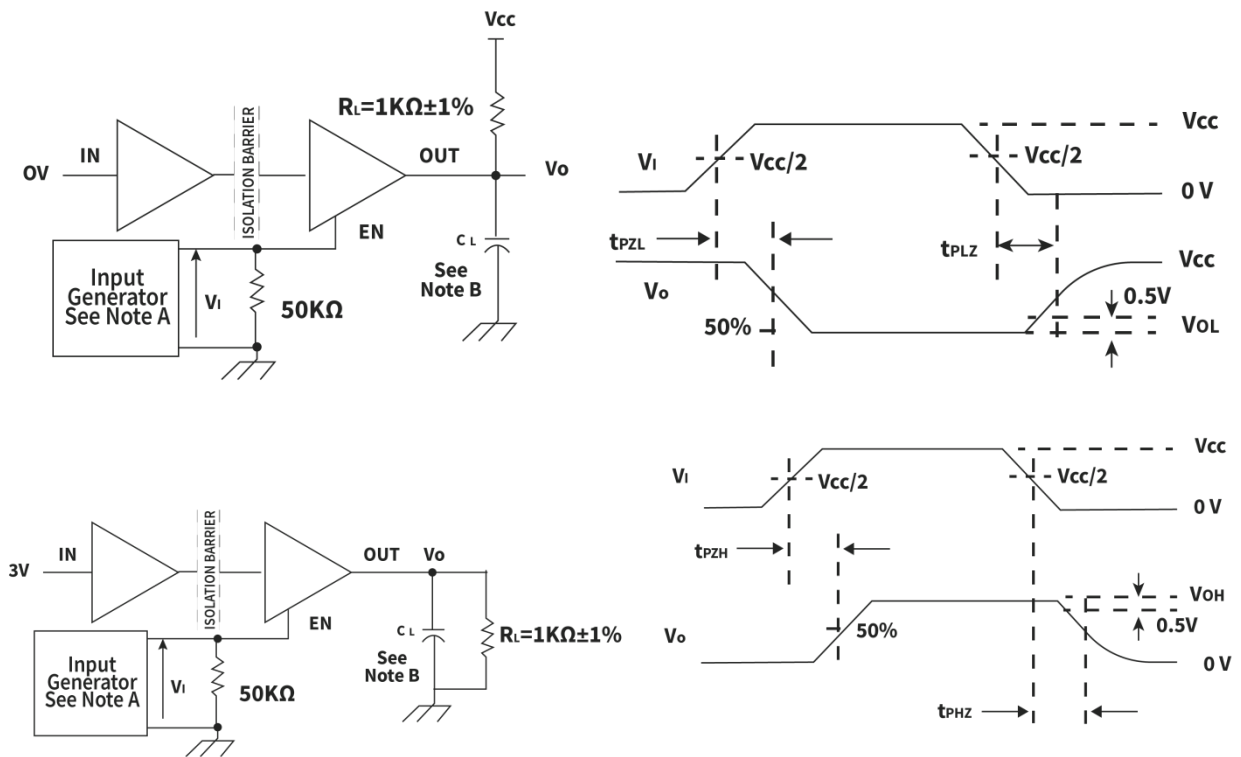 Vcc
RL=1KΩ±1%
ISOLATION BARRIER
IN
OUT
0V
Vo
EN
CL
See
Note B
Input
Generator
See Note A
VI
50KΩ
Vcc
VI
Vcc/2
Vcc/2
0 V
tPZL
tPLZ
Vcc
Vo
0.5V
50%
VOL
ISOLATION BARRIER
IN
OUT
Vo
3V
EN
CL
See
Note B
RL=1KΩ±1%
Input
Generator
See Note A
VI
50KΩ
Vcc
VI
Vcc/2
Vcc/2
0 V
tPZH
VOH
0.5V
Vo
50%
0 V
tPHZ